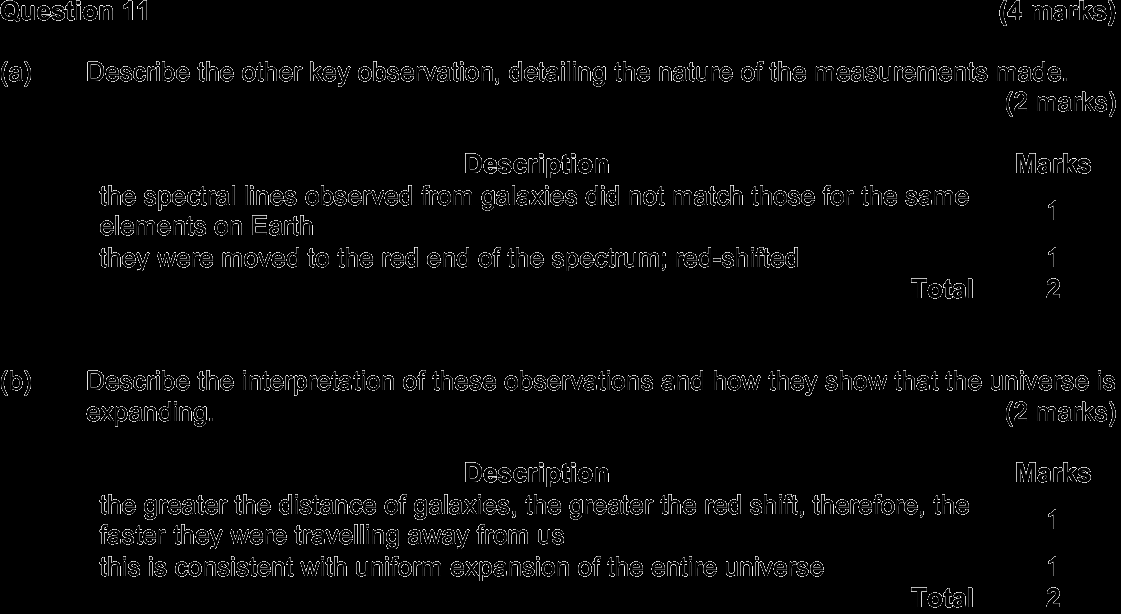 Question 11 (4 marks)
(a) Describe the other key observation, detailing the nature of the measurements made.
(2 marks)
Description Marks
the spectral lines observed from galaxies did not match those for the same
elements on Earth 1
they were moved to the red end of the spectrum; red-shifted 1
Total 2
(b) Describe the interpretation of these observations and how they show that the universe is
expanding. (2 marks)
Description Marks
the greater the distance of galaxies, the greater the red shift, therefore, the
faster they were travelling away from us 1
this is consistent with uniform expansion of the entire universe 1
Total 2